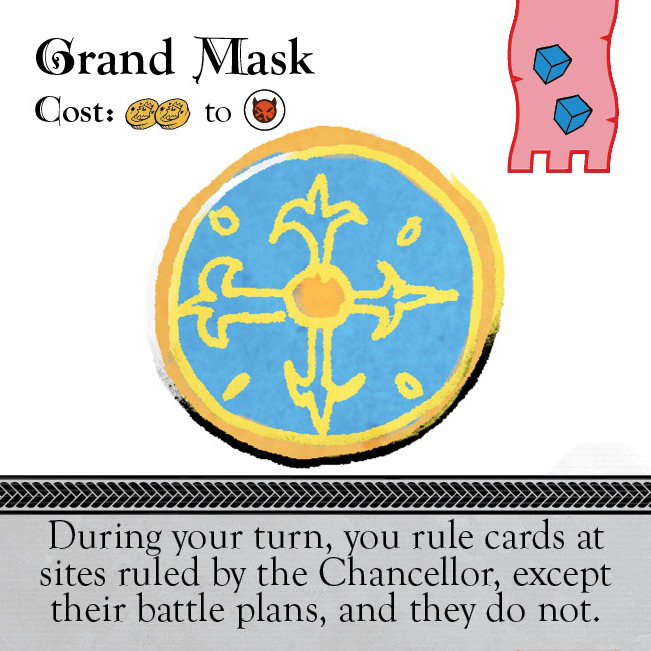 Grand Mask
Cost: to
During your turn, you rule cards at
sites ruled by the Chancellor, except
their battle plans, and they do not.